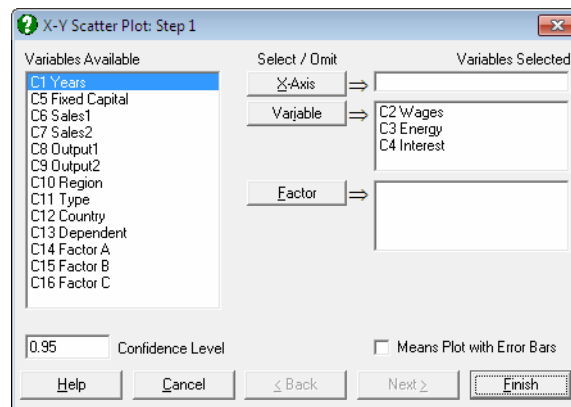 X-Y Scatter Plot: Step 1
Variables Available
Select / Omit
Variables Selected
C1 Years
C5 Fixed Capital
C6 Sales1
C7 Sales2
C8 Output1
C9 Output2
C10 Region
C11 Type
C12 Country
C13 Dependent
C14 Factor A
C15 Factor B
C16 Factor C
X-Axis
Variable
C2 Wages
C3 Energy
C4 Interest
Factor
0.95 Confidence Level
Means Plot with Error Bars
Help Cancel < Back Next > Finish